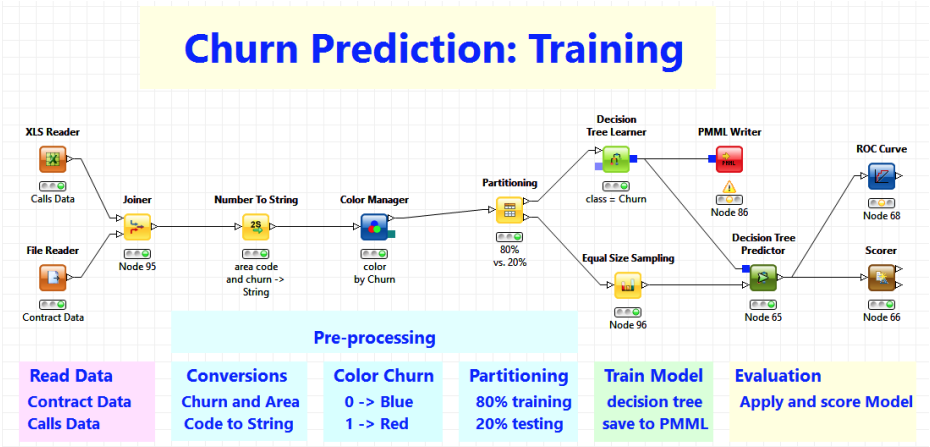 Churn Prediction: Training
XLS Reader
Calls Data
File Reader
Contract Data
Joiner
Node 95
Number To String
2S
area code
and churn ->
String
Color Manager
color
by Churn
Partitioning
80%
vs. 20%
Decision
Tree Learner
class = Churn
PMML Writer
PMML
Node 86
Equal Size Sampling
Node 96
Decision Tree
Predictor
Node 65
ROC Curve
Node 68
Scorer
Node 66
Pre-processing
Read Data
Contract Data
Calls Data
Conversions
Churn and Area
Code to String
Color Churn
0 -> Blue
1 -> Red
Partitioning
80% training
20% testing
Train Model
decision tree
save to PMML
Evaluation
Apply and score Model